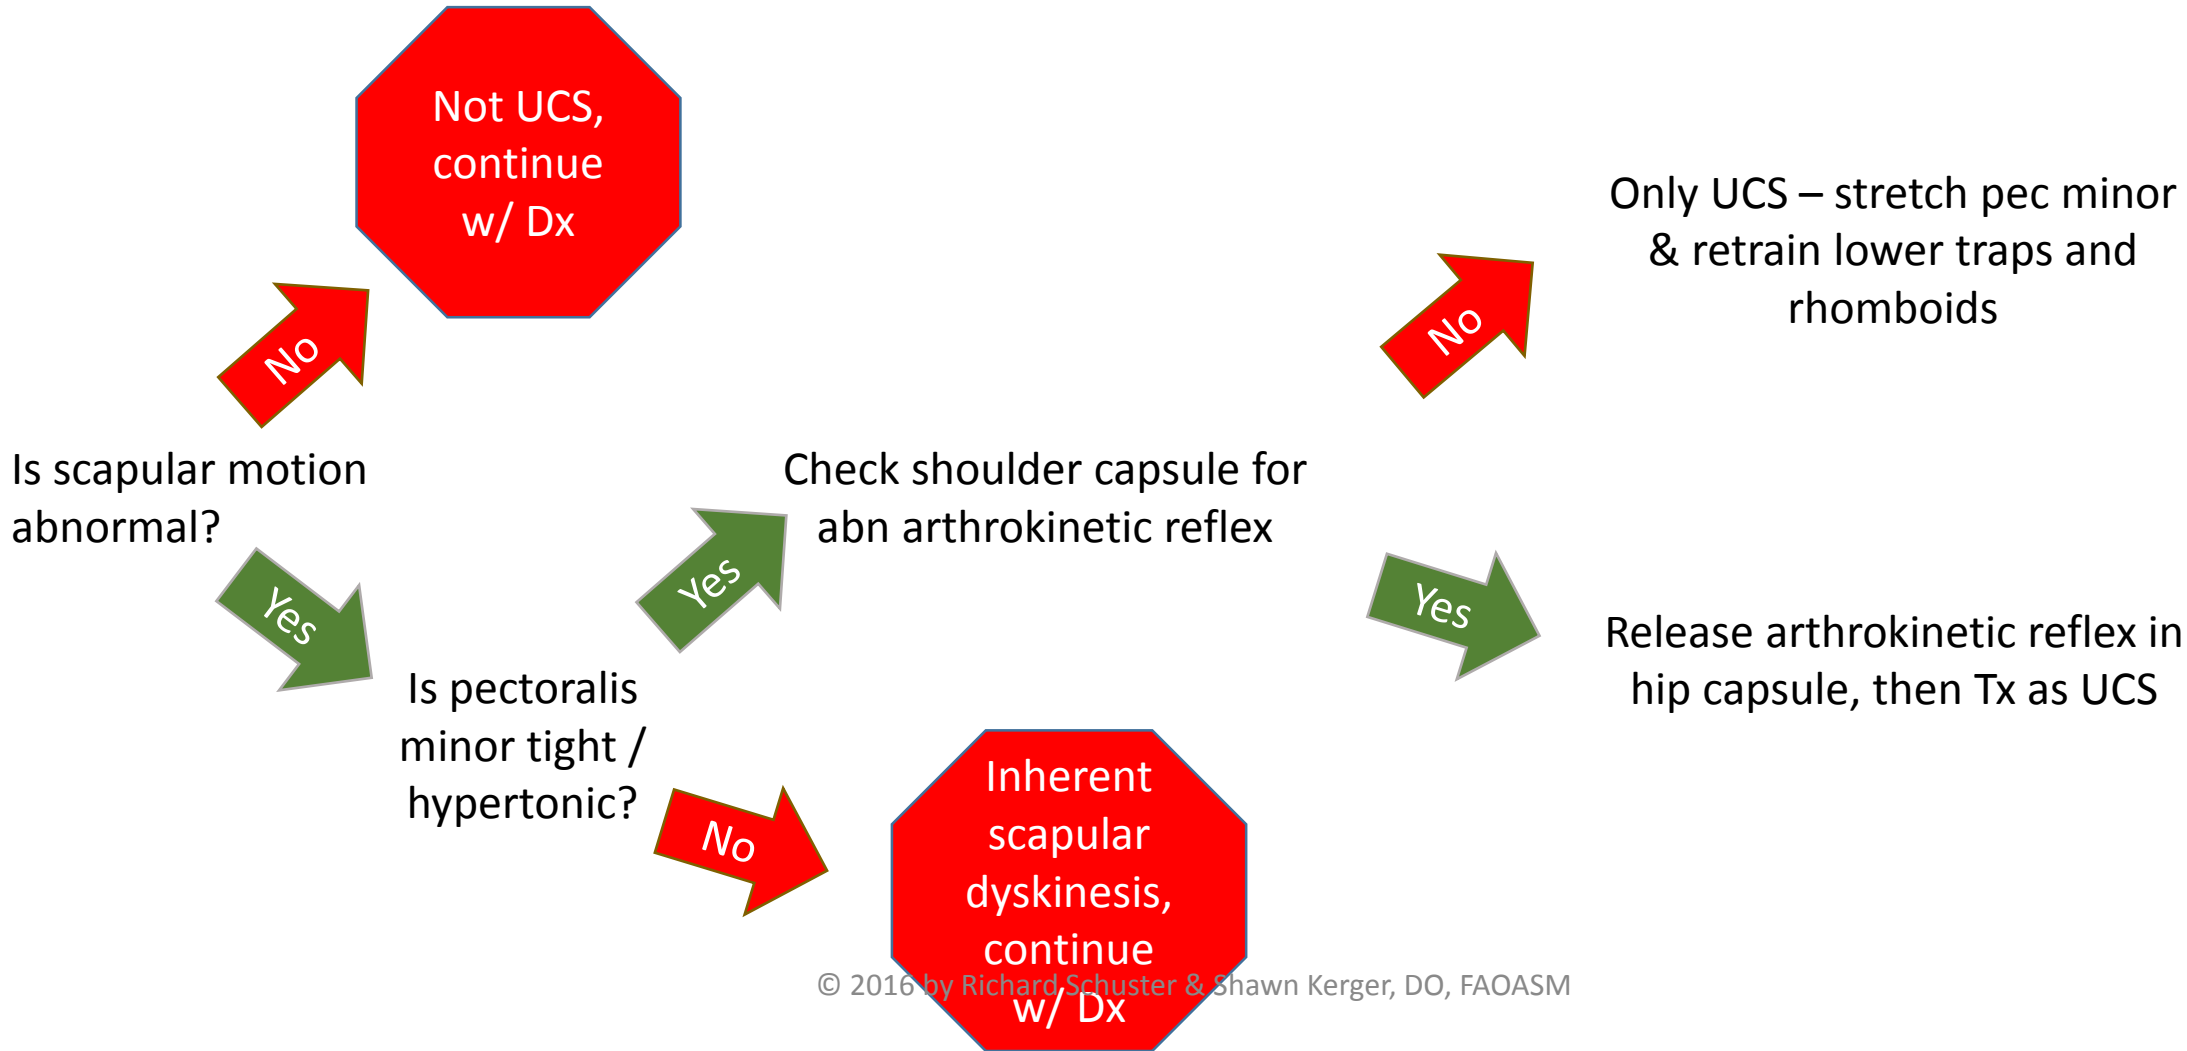 Not UCS,
continue
w/ Dx
No
Is scapular motion
abnormal?
Yes
Is pectoralis
minor tight /
hypertonic?
Yes
No
Check shoulder capsule for
abn arthrokinetic reflex
Inherent
scapular
dyskinesis,
continue
w/ Dx
No
Only UCS – stretch pec minor
& retrain lower traps and
rhomboids
Yes
Release arthrokinetic reflex in
hip capsule, then Tx as UCS
© 2016 by Richard Schuster & Shawn Kerger, DO, FAOASM